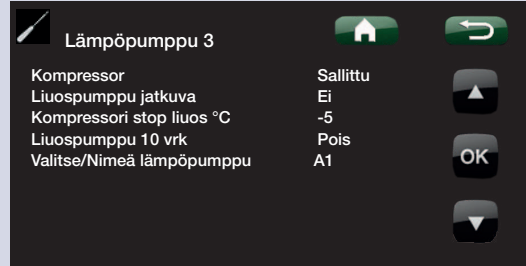 Lämpöpumppu 3
Kompressor Sallittu
Liuospumppu jatkuva Ei
Kompressori stop liuos °C -5
Liuospumppu 10 vrk Pois
Valitse/Nimeä lämpöpumppu A1
OK